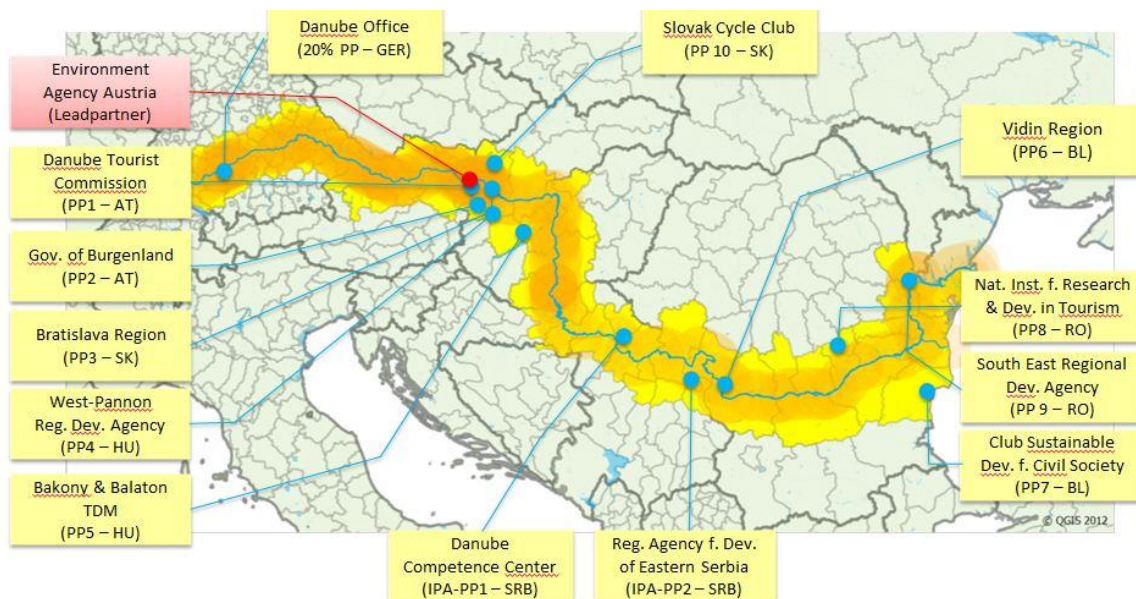 Danube Office
(20% PP – GER)
Slovak Cycle Club
(PP 10 – SK)
Environment
Agency Austria
(Leadpartner)
Vidin Region
(PP6 – BL)
Danube Tourist
Commission
(PP1 – AT)
Gov. of Burgenland
(PP2 – AT)
Nat. Inst. f. Research
& Dev. in Tourism
(PP8 – RO)
Bratislava Region
(PP3 – SK)
South East Regional
Dev. Agency
(PP 9 – RO)
West-Pannon
Reg. Dev. Agency
(PP4 – HU)
Club Sustainable
Dev. f. Civil Society
(PP7 – BL)
Bakony & Balaton
TDM
(PP5 – HU)
© QGIS 2012
Danube
Competence Center
(IPA-PP1 – SRB)
Reg. Agency f. Dev.
of Eastern Serbia
(IPA-PP2 – SRB)